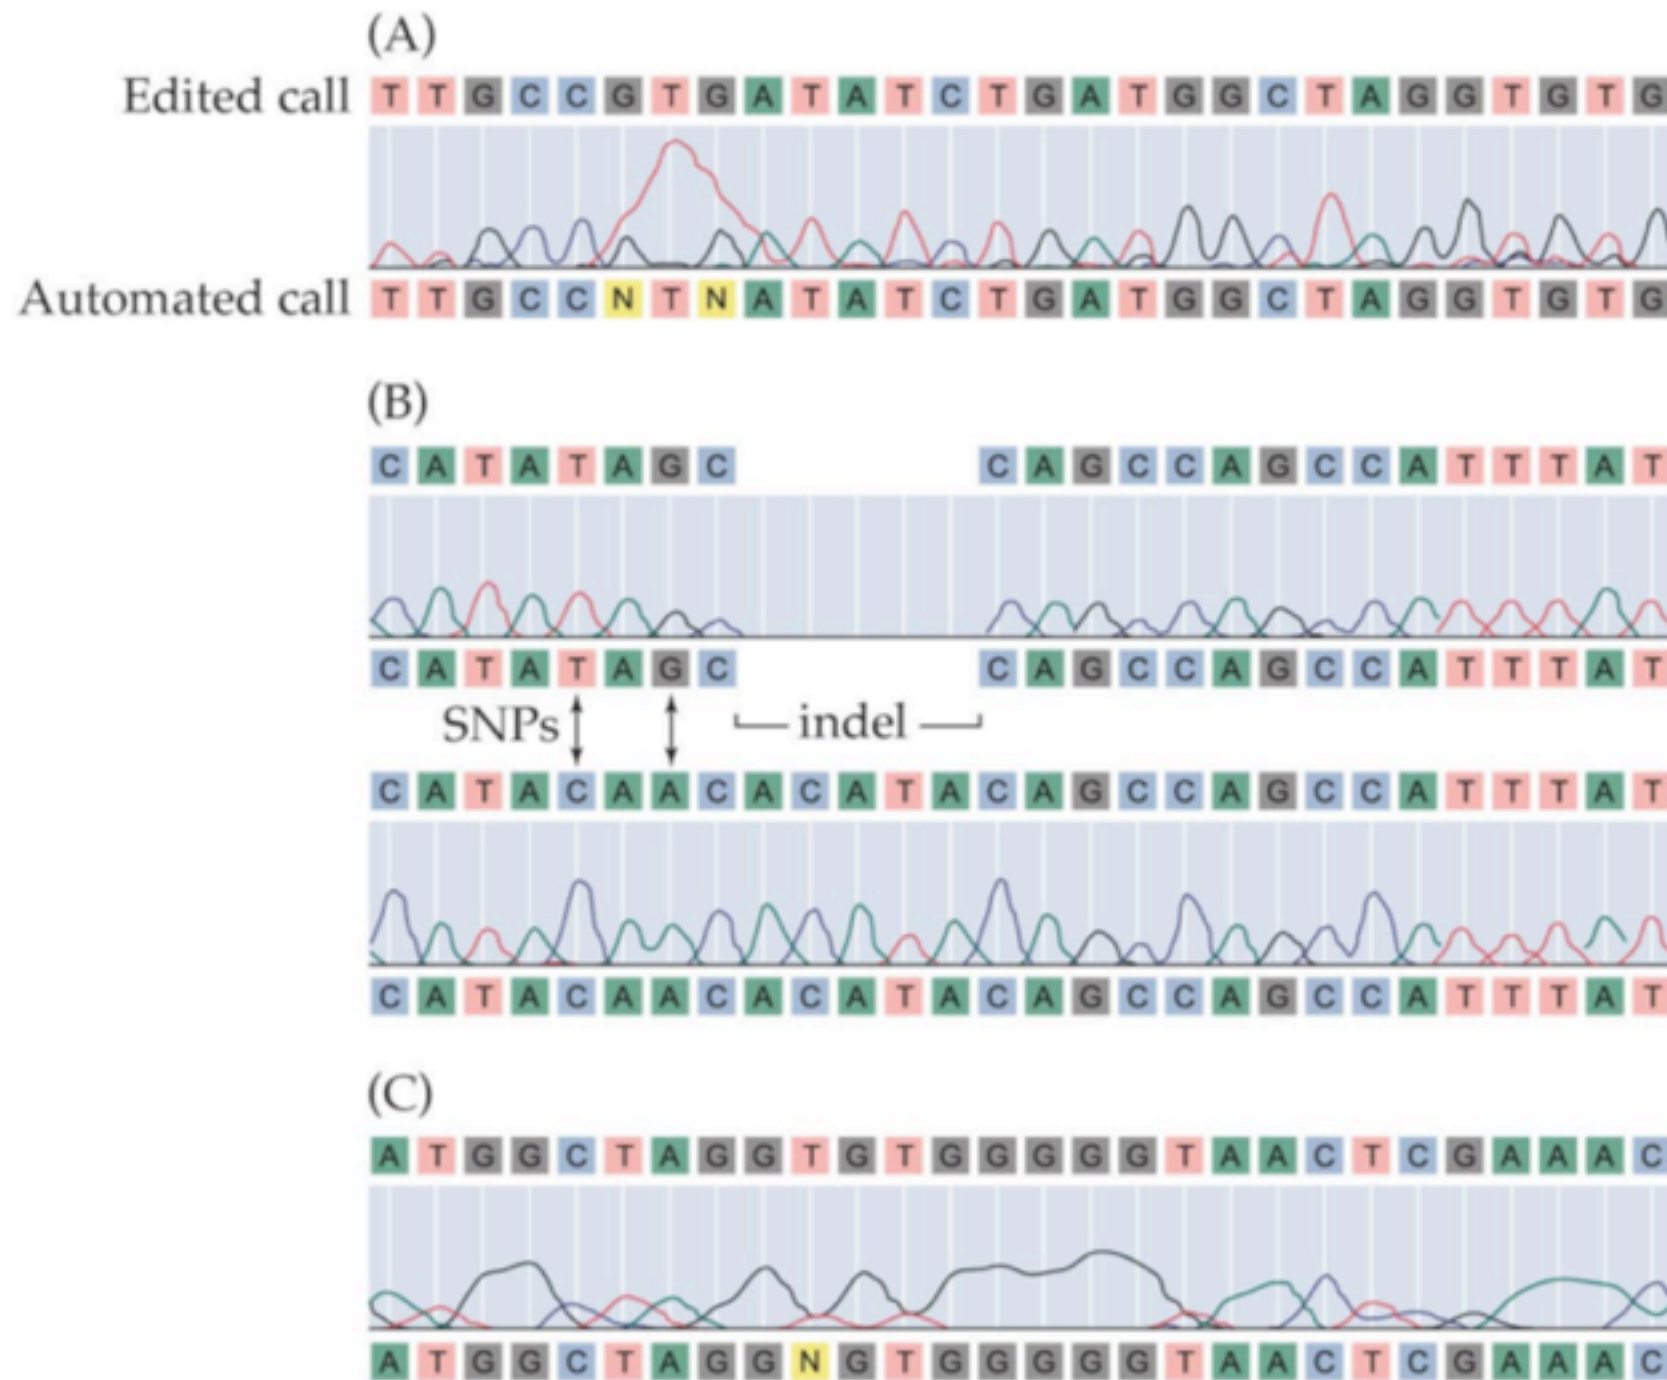 (A)
Edited call T T G C C G T G A T A T C T G A T G G C T A G G T G T G
Automated call T T G C C N T N A T A T C T G A T G G C T A G G T G T G
(B)
C A T A T A G C C A G C C A G C C A T T T A T
C A T A T A G C C A G C C A G C C A T T T A T
SNPs indel
C A T A C A A C A C A T A C A G C C A G C C A T T T A T
C A T A C A A C A C A T A C A G C C A G C C A T T T A T
(C)
A T G G C T A G G T G T G G G G G T A A C T C G A A A C
A T G G C T A G G N G T G G G G G T A A C T C G A A A C